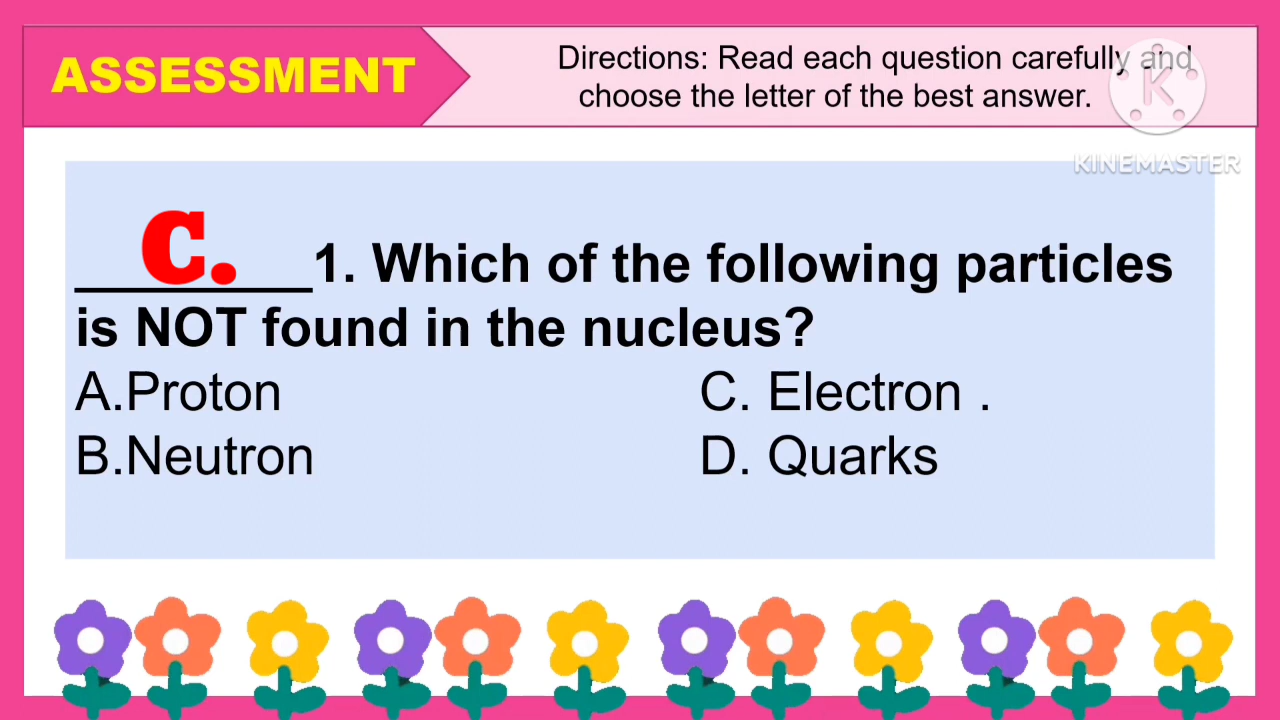 ASSESSMENT
Directions: Read each question carefully and
choose the letter of the best answer.
K
KINEMASTER
C.
__________1. Which of the following particles
is NOT found in the nucleus?
A.Proton
C. Electron .
B.Neutron
D. Quarks